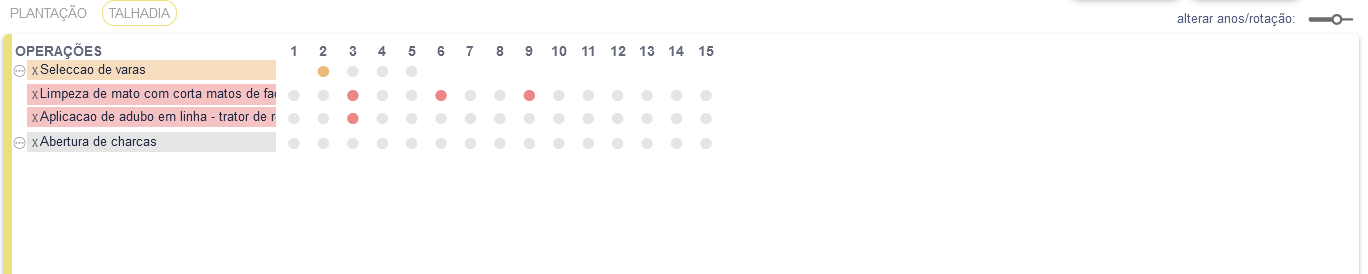 PLANTAÇÃO TALHADIA
alterar anos/rotação:
OPERAÇÕES 1 2 3 4 5 6 7 8 9 10 11 12 13 14 15
x Seleccao de varas
x Limpeza de mato com corta matos de fac
x Aplicacao de adubo em linha - trator de r
x Abertura de charcas